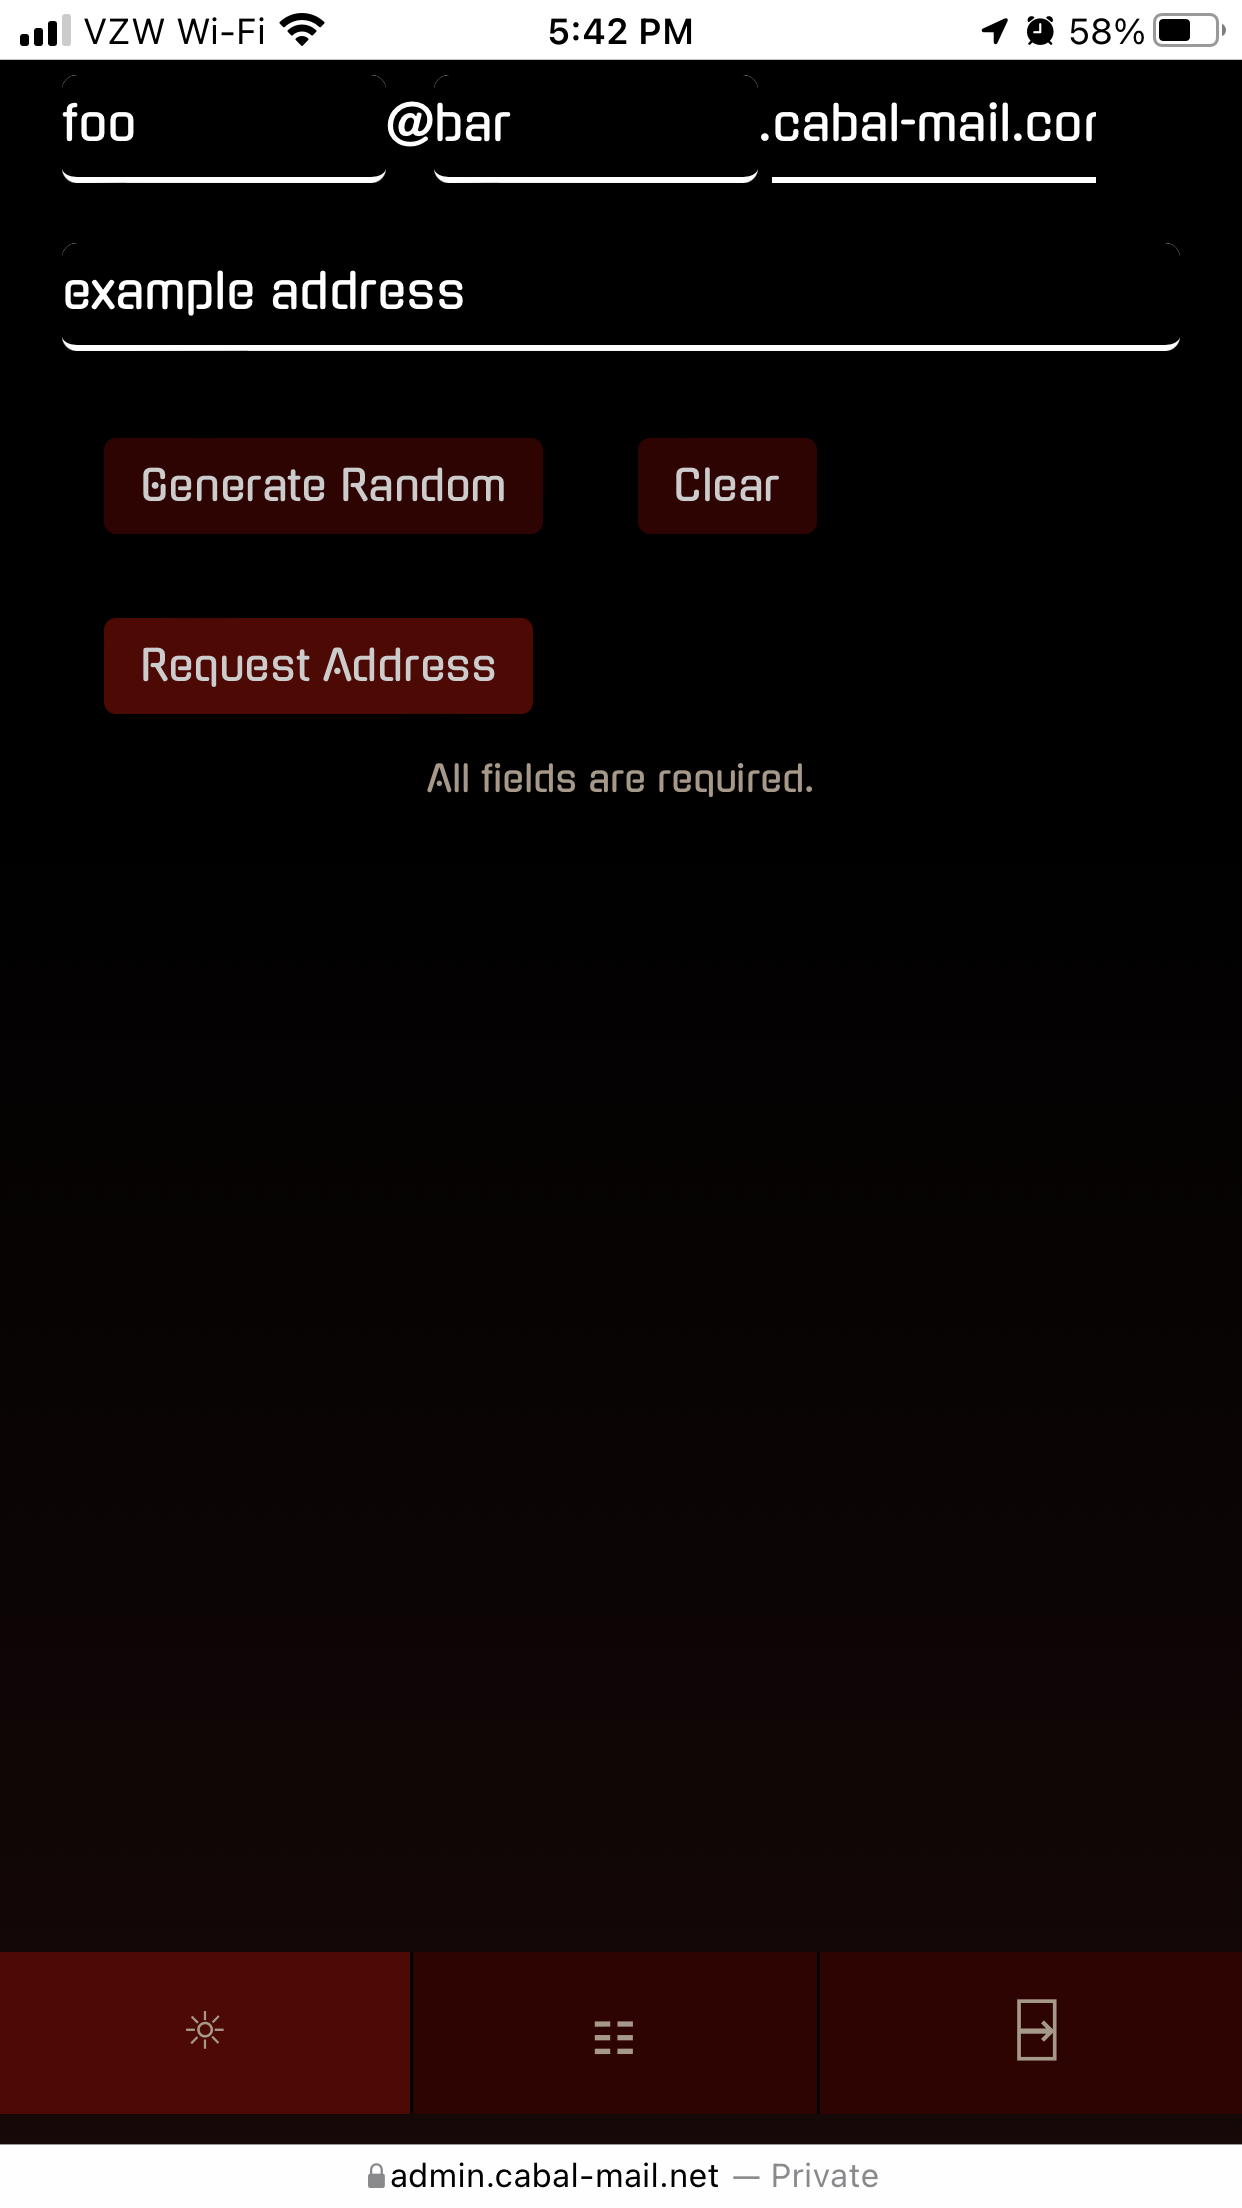 VZW Wi-Fi 5:42 PM 58%
foo @bar .cabal-mail.cor
example address
Generate Random Clear
Request Address
All fields are required.
admin.cabal-mail.net — Private